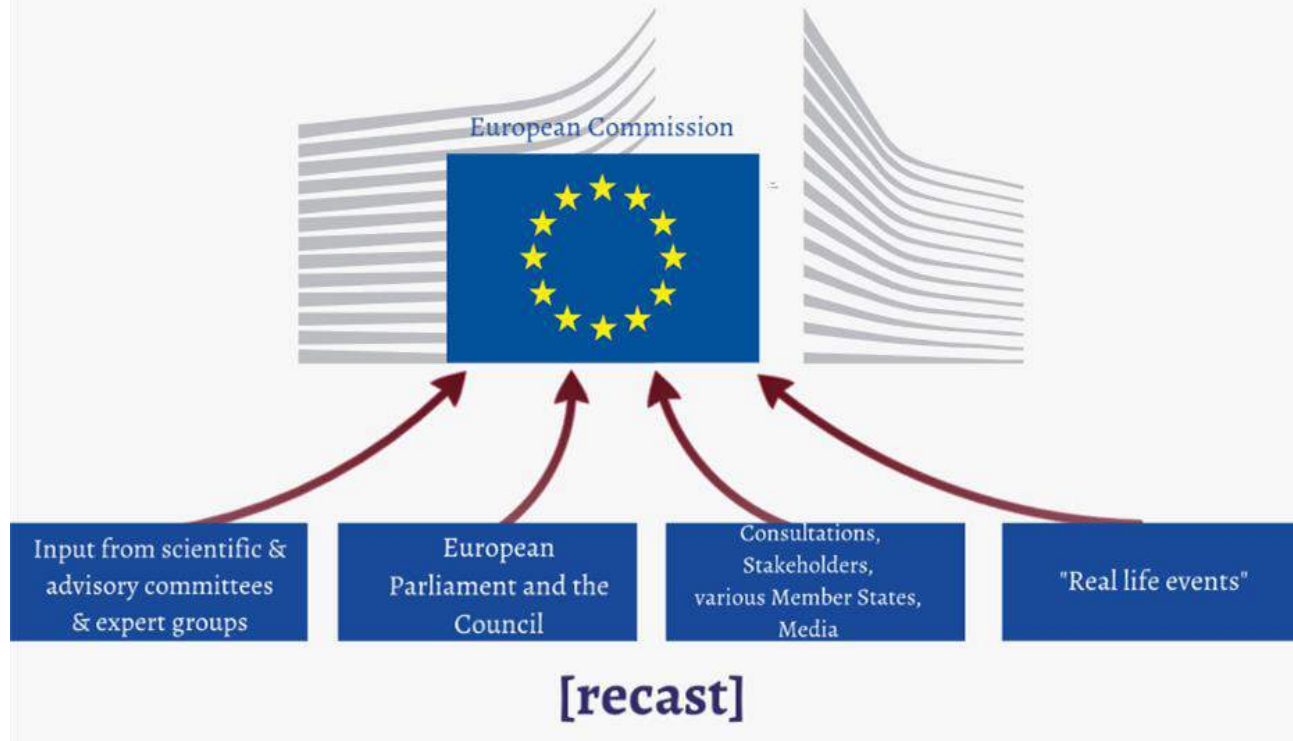 European Commission
Input from scientific &
advisory committees
& expert groups
European
Parliament and the
Council
Consultations,
Stakeholders,
various Member States,
Media
"Real life events"
[recast]